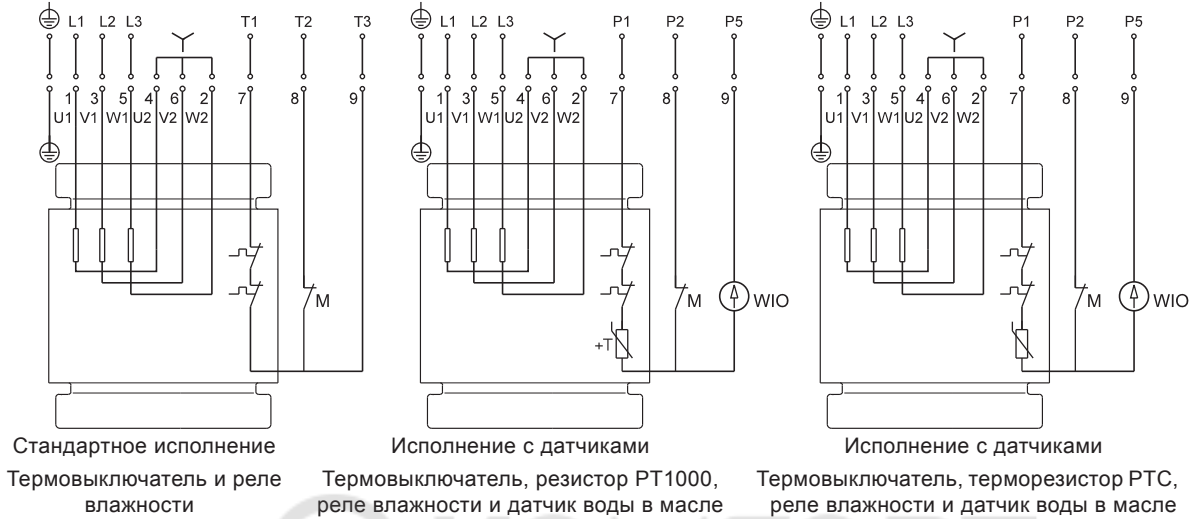 L1 L2 L3 T1 T2 T3
1 3 5 4 6 2 7 8 9
U1 V1 W1 U2 V2 W2
M
Стандартное исполнение
Термовыключатель и реле
влажности
L1 L2 L3 P1 P2 P5
1 3 5 4 6 2 7 8 9
U1 V1 W1 U2 V2 W2
M WIO
+T
Исполнение с датчиками
Термовыключатель, резистор PT1000,
реле влажности и датчик воды в масле
L1 L2 L3 P1 P2 P5
1 3 5 4 6 2 7 8 9
U1 V1 W1 U2 V2 W2
M WIO
Исполнение с датчиками
Термовыключатель, терморезистор PTC,
реле влажности и датчик воды в масле